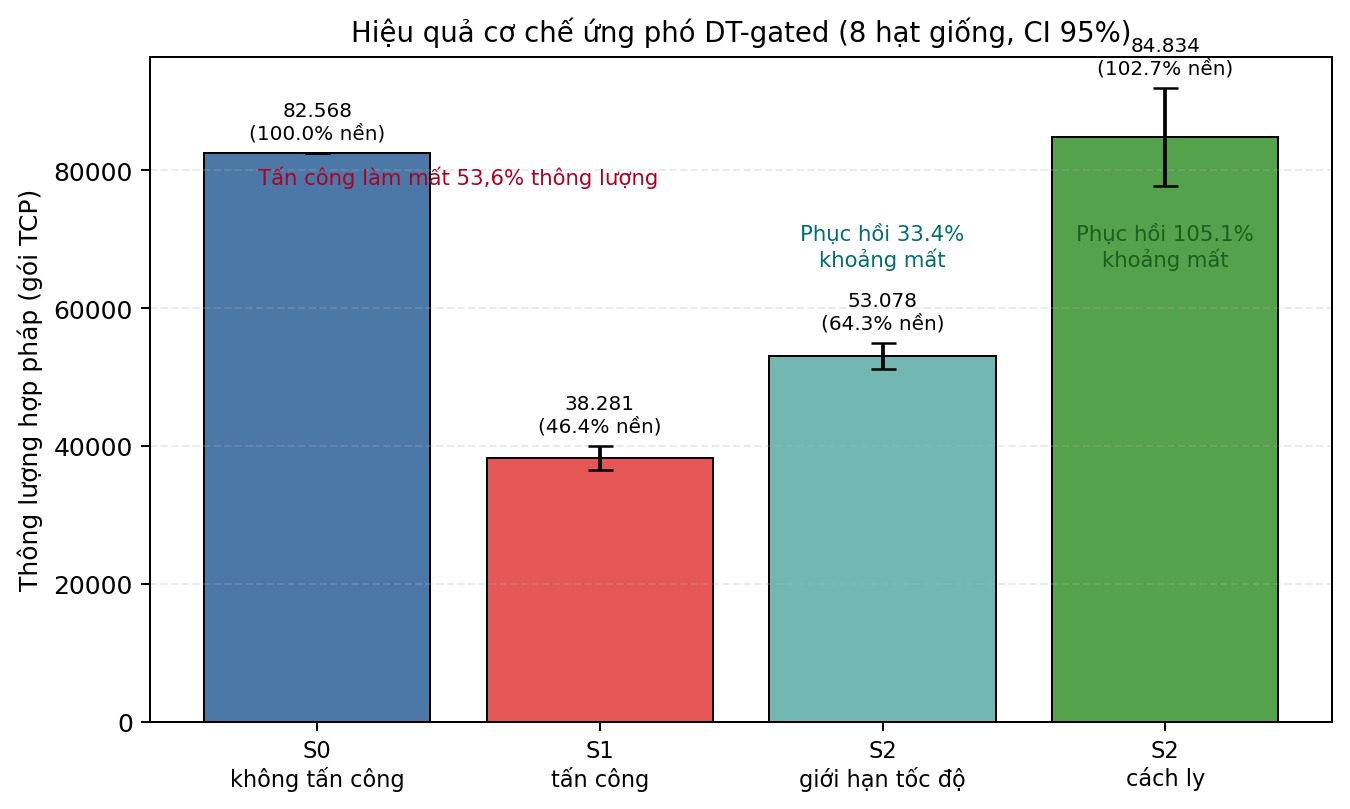 Hiệu quả cơ chế ứng phó DT-gated (8 hạt giống, CI 95%)
84.834
(102.7% nền)
82.568
(100.0% nền)
Tấn công làm mất 53,6% thông lượng
Phục hồi 33.4%
khoảng mất
Phục hồi 105.1%
khoảng mất
53.078
(64.3% nền)
38.281
(46.4% nền)
Thông lượng hợp pháp (gói TCP)
80000
60000
40000
20000
0
S0
không tấn công
S1
tấn công
S2
giới hạn tốc độ
S2
cách ly